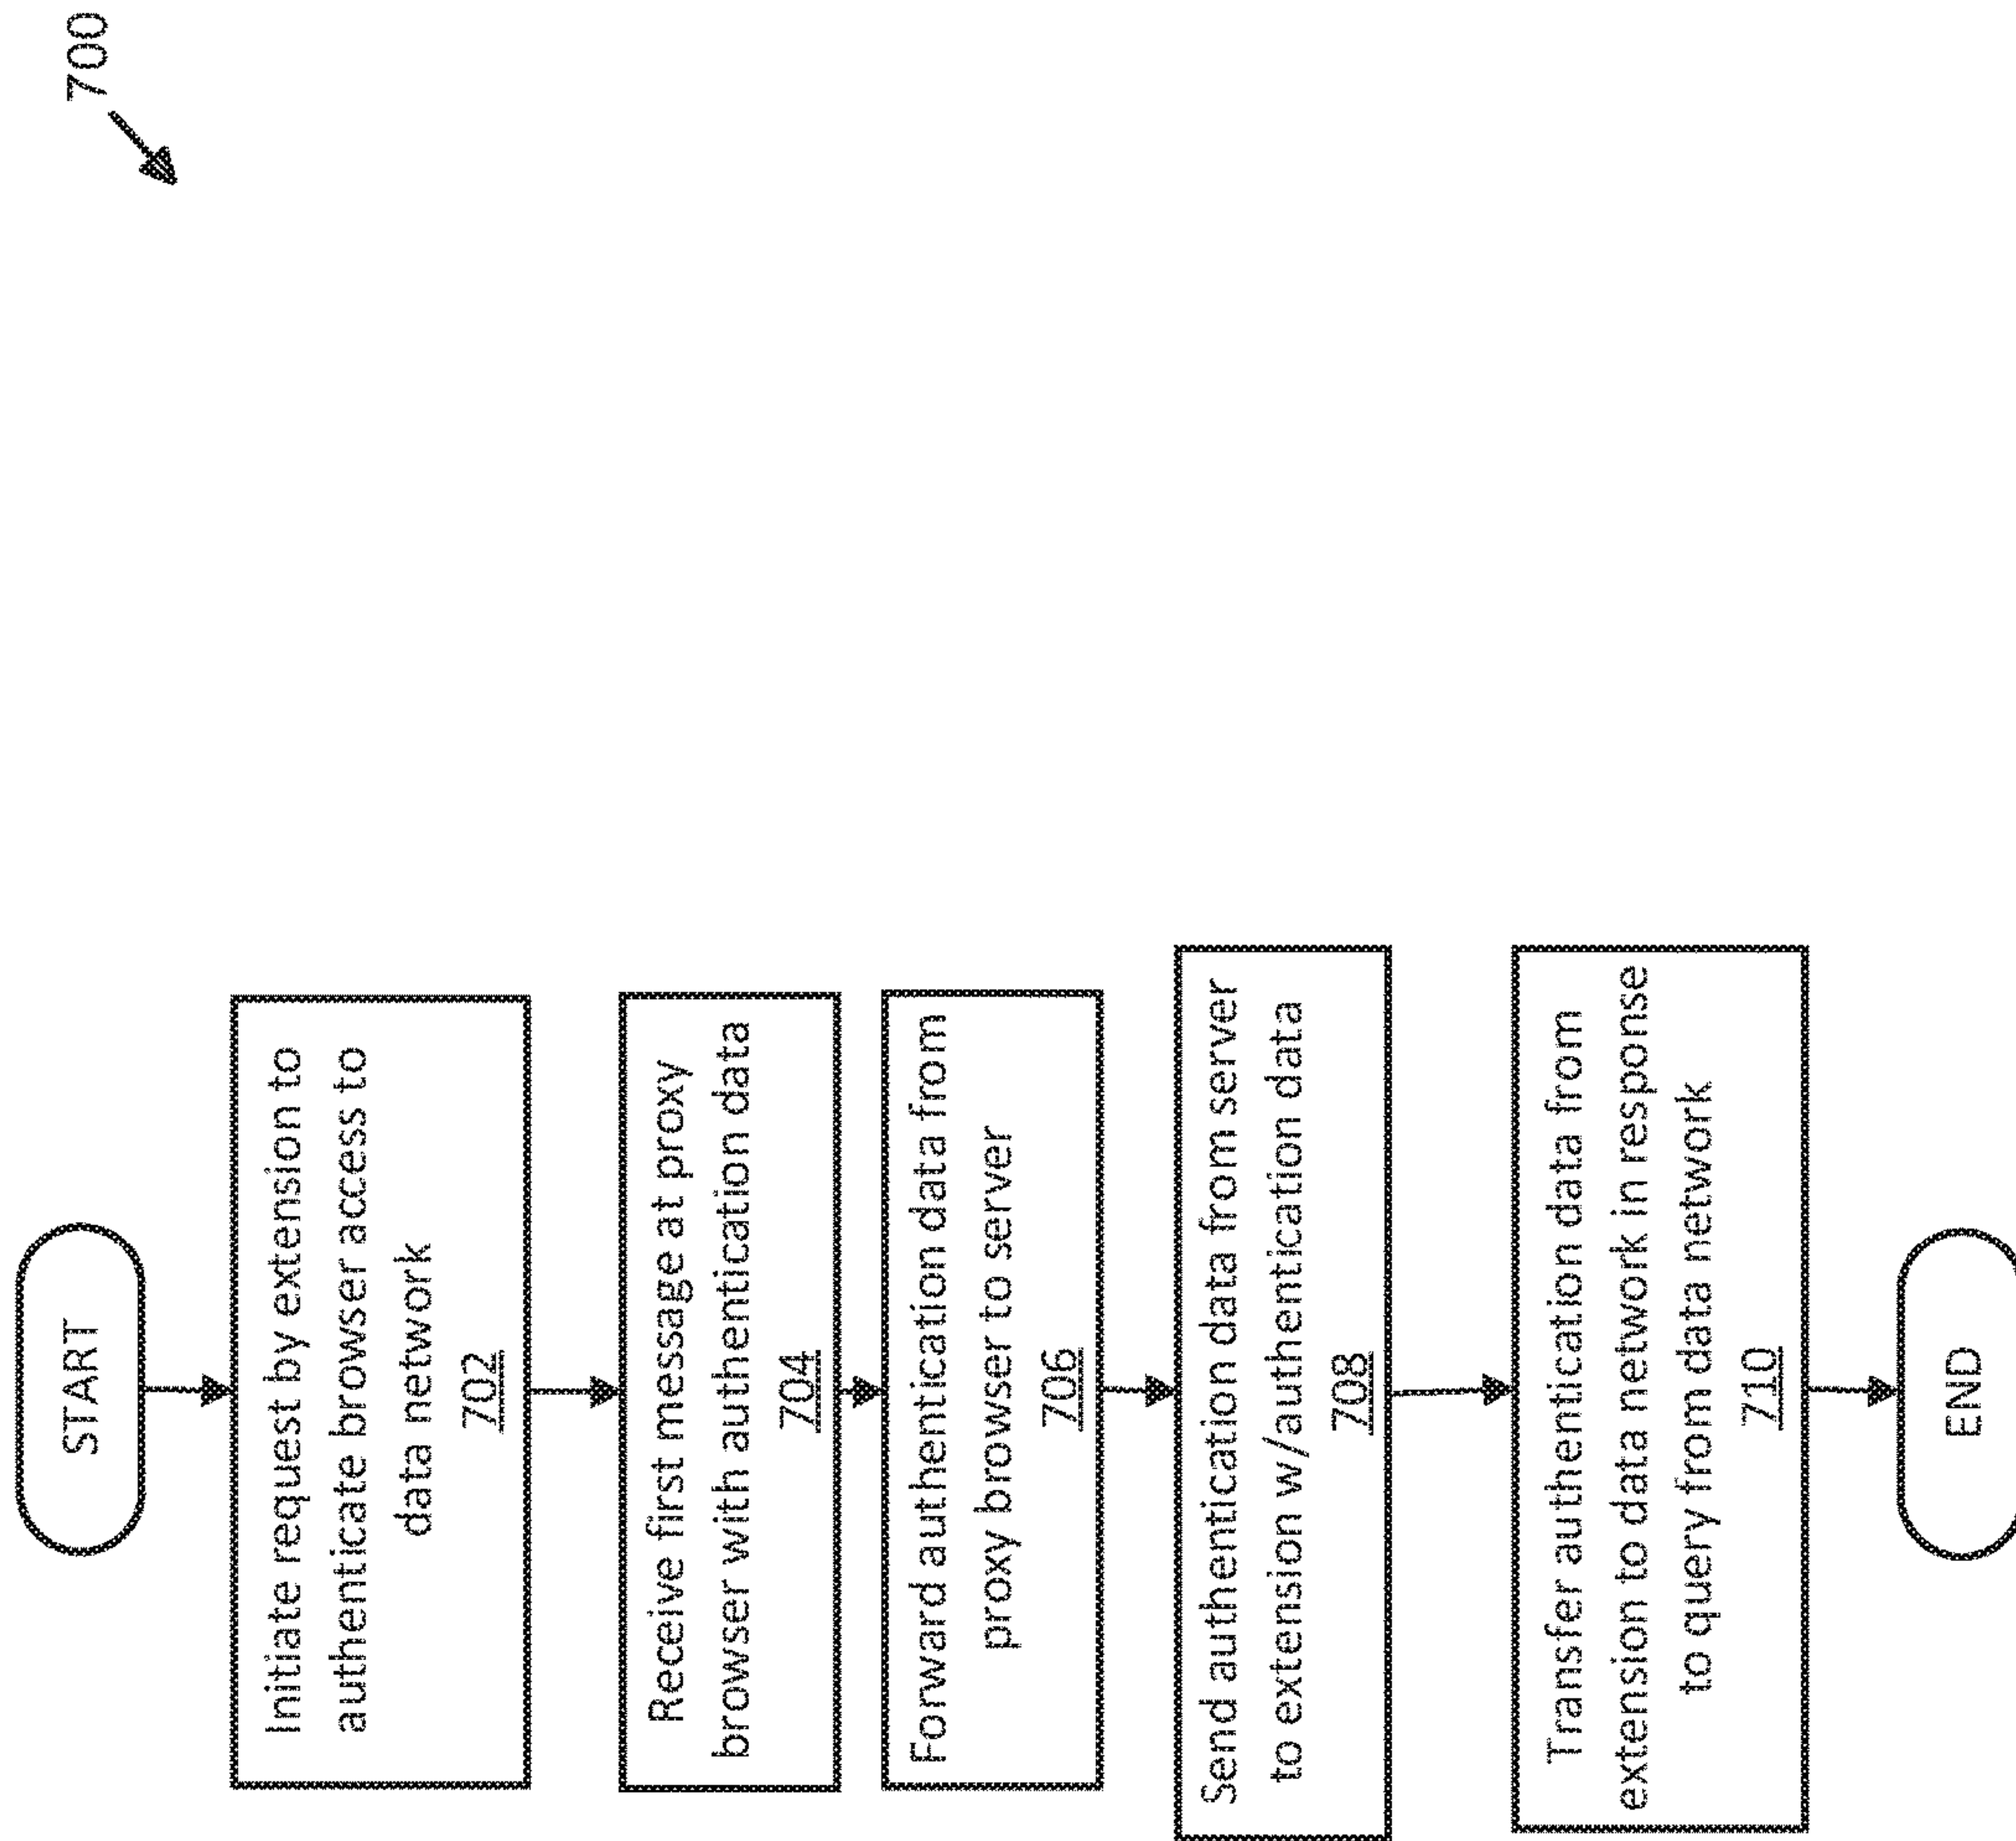 700
START
Initiate request by extension to
authenticate browser access to
data network
702
Receive first message at proxy
browser with authentication data
704
Forward authentication data from
proxy browser to server
706
Send authentication data from server
to extension w/authentication data
708
Transfer authentication data from
extension to data network in response
to query from data network
710
END